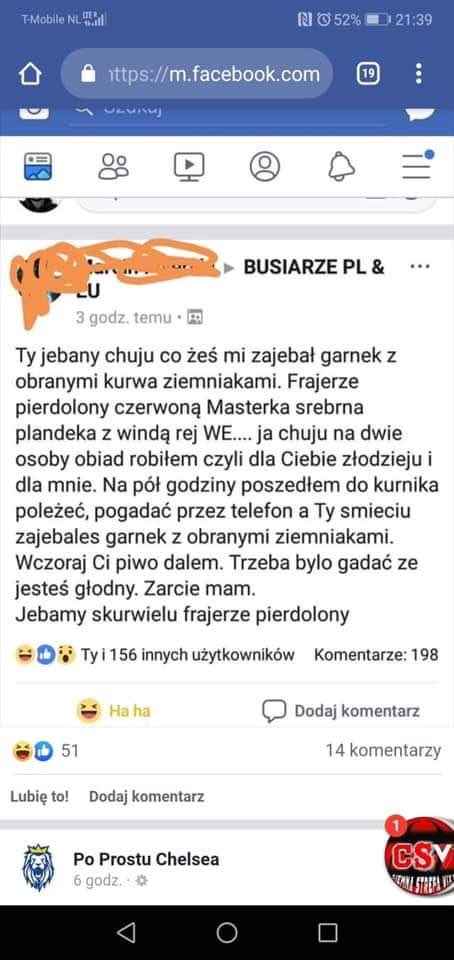 T-Mobile NL LTE 52% 21:39
https://m.facebook.com 19
Szukaj
BUSIARZE PL &
EU
3 godz. temu
Ty jebany chuju co żeś mi zajebał garnek z
obranymi kurwa ziemniakami. Frajerze
pierdolony czerwoną Masterka srebrna
plandeka z windą rej WE.... ja chuju na dwie
osoby obiad robiłem czyli dla Ciebie złodzieju i
dla mnie. Na pół godziny poszedłem do kurnika
poleżeć, pogadać przez telefon a Ty smieciu
zajebales garnek z obranymi ziemniakami.
Wczoraj Ci piwo dalem. Trzeba bylo gadać ze
jesteś głodny. Zarcie mam.
Jebamy skurwielu frajerze pierdolony
Ty i 156 innych użytkowników Komentarze: 198
Ha ha Dodaj komentarz
51 14 komentarzy
Lubię to! Dodaj komentarz
Po Prostu Chelsea
6 godz.
1
CSV